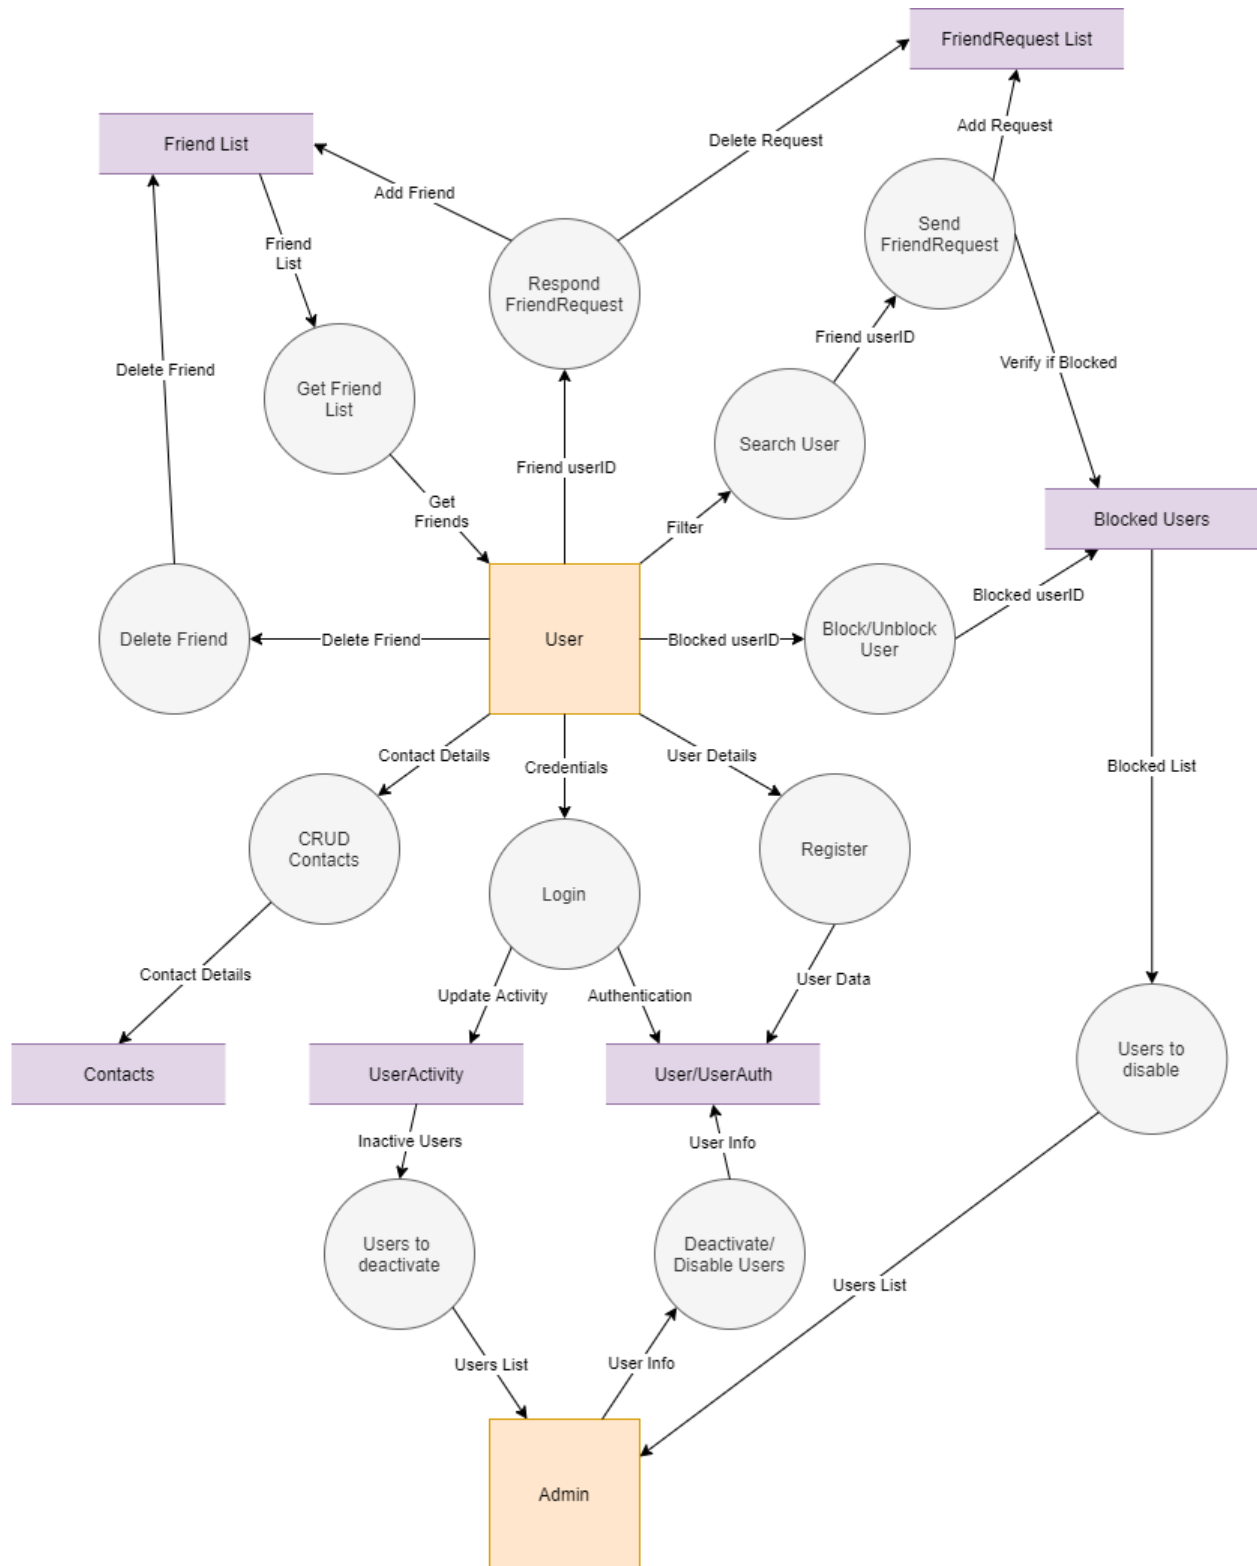 FriendRequest List
Add Request
Delete Request
Friend List
Add Friend
Send
FriendRequest
Friend
List
Respond
FriendRequest
Friend userID
Verify if Blocked
Delete Friend
Get Friend
List
Search User
Friend userID
Get
Friends
Filter
Blocked Users
Blocked userID
Delete Friend
Delete Friend
User
Blocked userID
Block/Unblock
User
Contact Details
Credentials
User Details
Blocked List
CRUD
Contacts
Login
Register
Contact Details
Update Activity
Authentication
User Data
Contacts
UserActivity
User/UserAuth
Users to
disable
Inactive Users
User Info
Users to
deactivate
Deactivate/
Disable Users
Users List
Users List
User Info
Admin